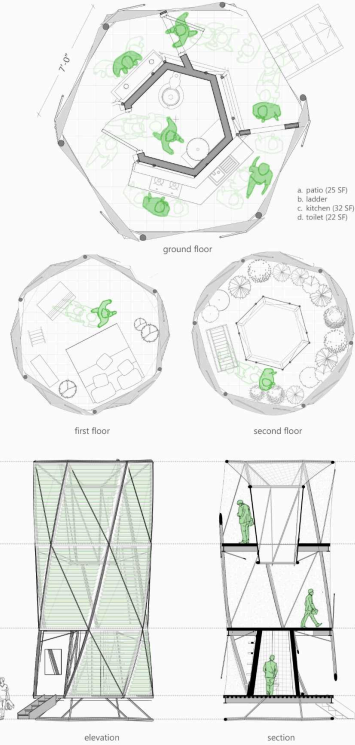 7'-0"
a. patio (25 SF)
b. ladder
c. kitchen (32 SF)
d. toilet (22 SF)
ground floor
first floor
second floor
elevation
section